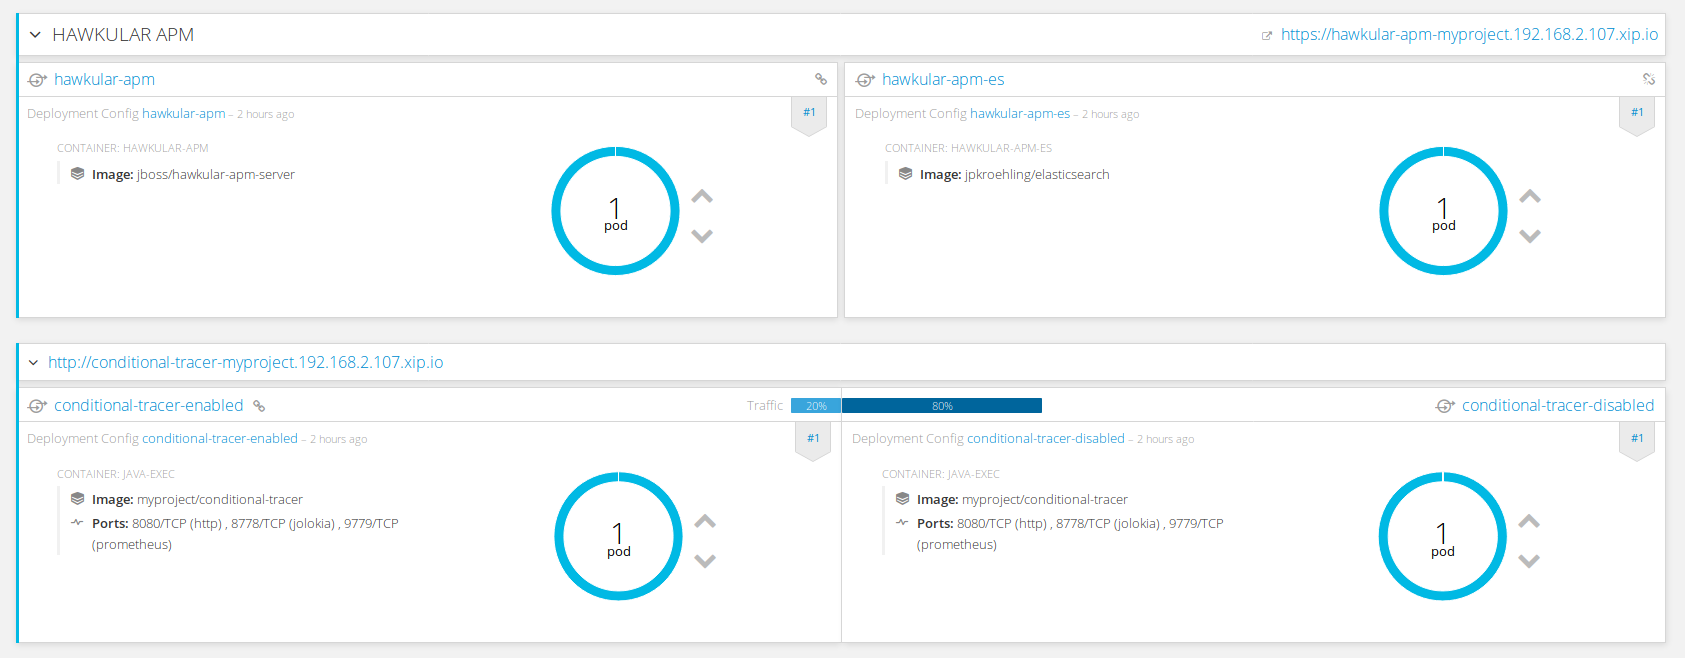 HAWKULAR APM
https://hawkular-apm-myproject.192.168.2.107.xip.io
hawkular-apm
Deployment Config hawkular-apm – 2 hours ago
#1
CONTAINER: HAWKULAR-APM
Image: jboss/hawkular-apm-server
1
pod
hawkular-apm-es
Deployment Config hawkular-apm-es – 2 hours ago
#1
CONTAINER: HAWKULAR-APM-ES
Image: jpkroehling/elasticsearch
1
pod
http://conditional-tracer-myproject.192.168.2.107.xip.io
conditional-tracer-enabled
Traffic 20% 80%
conditional-tracer-disabled
Deployment Config conditional-tracer-enabled – 2 hours ago
#1
CONTAINER: JAVA-EXEC
Image: myproject/conditional-tracer
Ports: 8080/TCP (http) , 8778/TCP (jolokia) , 9779/TCP
(prometheus)
1
pod
Deployment Config conditional-tracer-disabled – 2 hours ago
#1
CONTAINER: JAVA-EXEC
Image: myproject/conditional-tracer
Ports: 8080/TCP (http) , 8778/TCP (jolokia) , 9779/TCP
(prometheus)
1
pod